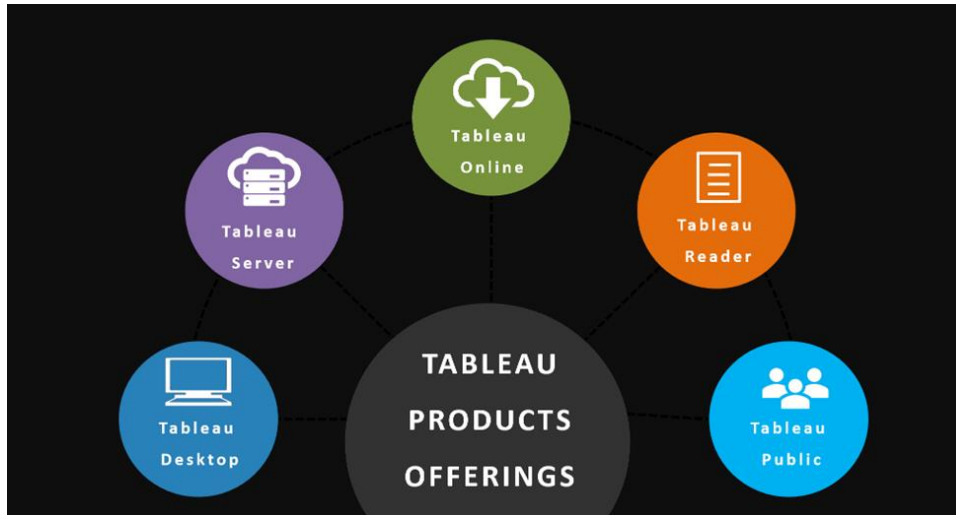 Tableau
Online
Tableau
Server
Tableau
Reader
TABLEAU
PRODUCTS
OFFERINGS
Tableau
Desktop
Tableau
Public